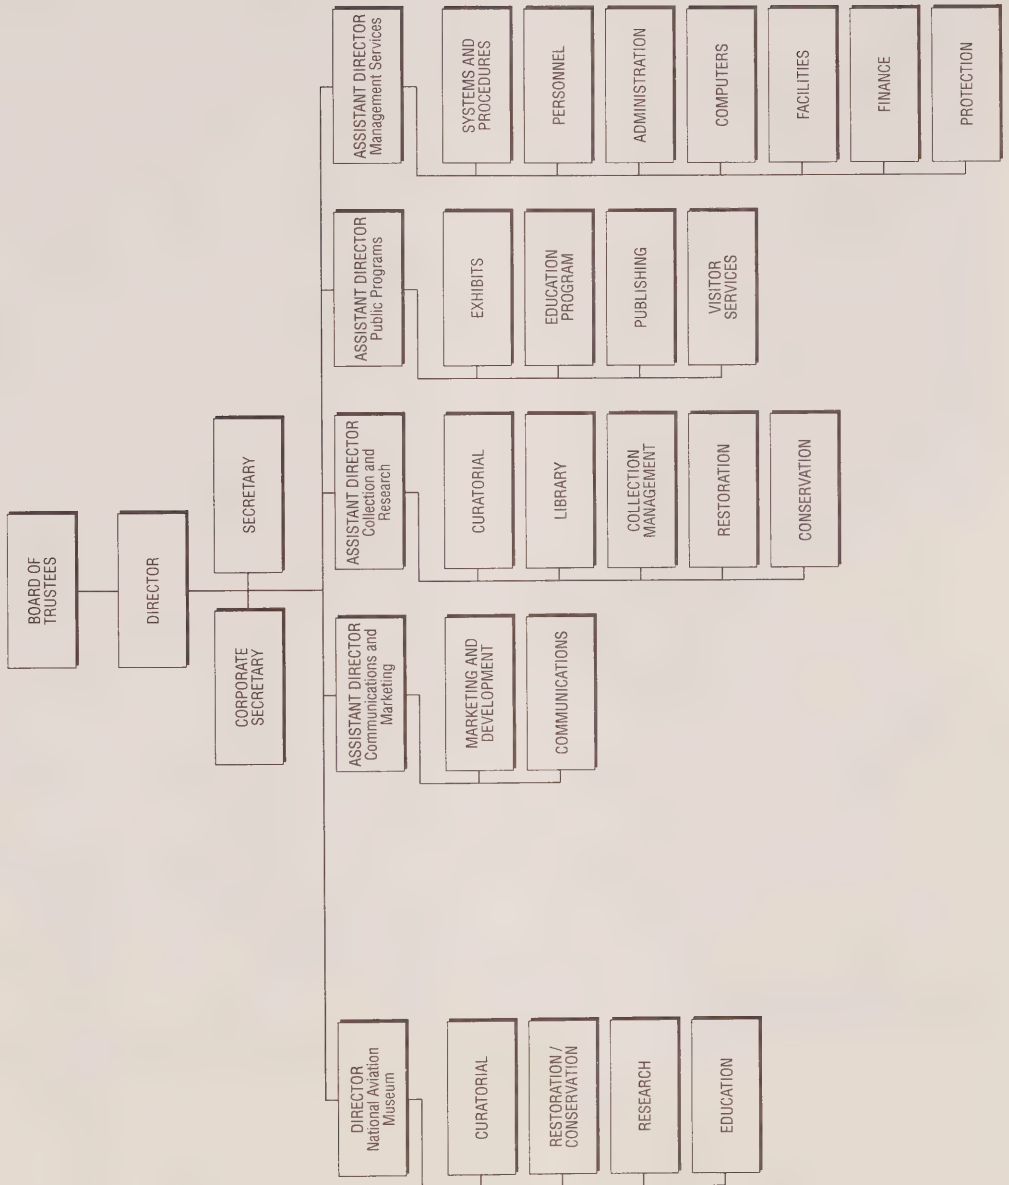 BOARD OF
TRUSTEES
DIRECTOR
CORPORATE
SECRETARY
SECRETARY
DIRECTOR
National Aviation
Museum
CURATORIAL
RESTORATION /
CONSERVATION
RESEARCH
EDUCATION
ASSISTANT DIRECTOR
Communications and
Marketing
MARKETING AND
DEVELOPMENT
COMMUNICATIONS
ASSISTANT DIRECTOR
Collection and
Research
CURATORIAL
LIBRARY
COLLECTION
MANAGEMENT
RESTORATION
CONSERVATION
ASSISTANT DIRECTOR
Public Programs
EXHIBITS
EDUCATION
PROGRAM
PUBLISHING
VISITOR
SERVICES
ASSISTANT DIRECTOR
Management Services
SYSTEMS AND
PROCEDURES
PERSONNEL
ADMINISTRATION
COMPUTERS
FACILITIES
FINANCE
PROTECTION